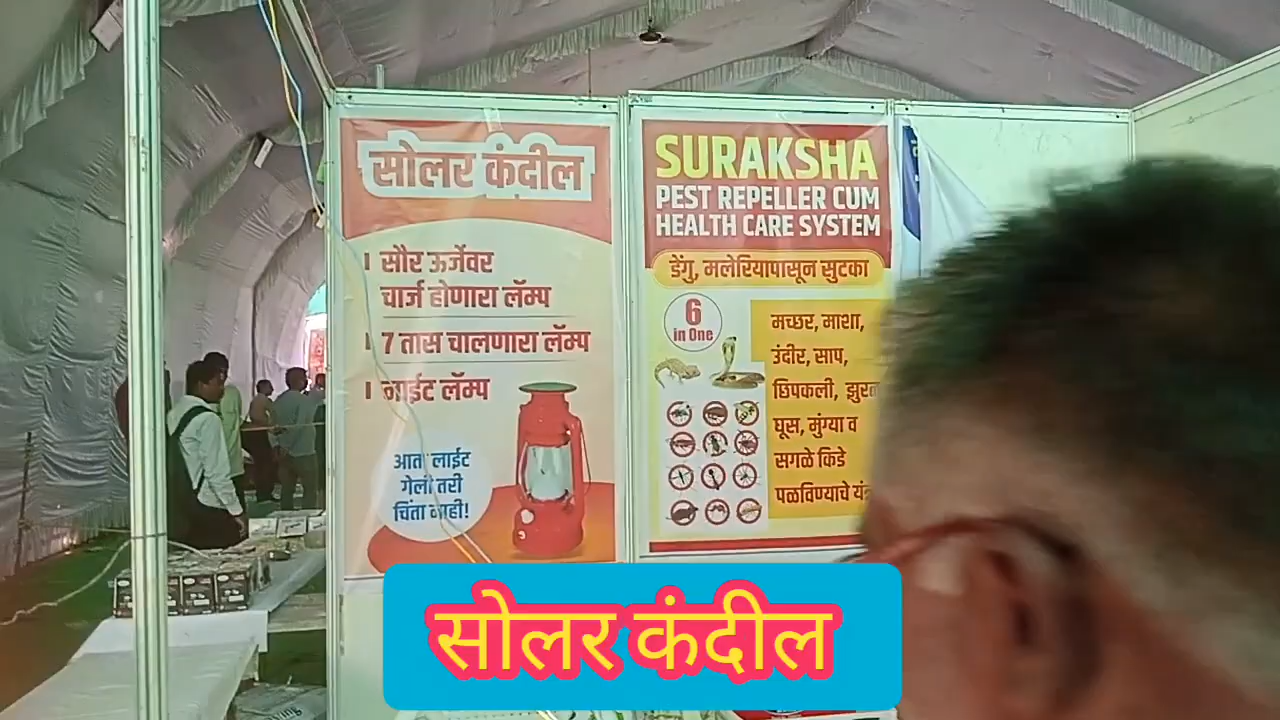 सोलर कंदील
सौर ऊर्जेवर
चार्ज होणारा लॅम्प
7 तास चालणारा लॅम्प
नाईट लॅम्प
आता लाईट
गेली तरी
चिंता नाही!
SURAKSHA
PEST REPELLER CUM
HEALTH CARE SYSTEM
डेंगु, मलेरियापासून सुटका
6
in One
मच्छर, माशा,
उंदीर, साप,
छिपकली,
घूस, मुंग्या व
सगळे किडे
पळविण्याचे
सोलर कंदील